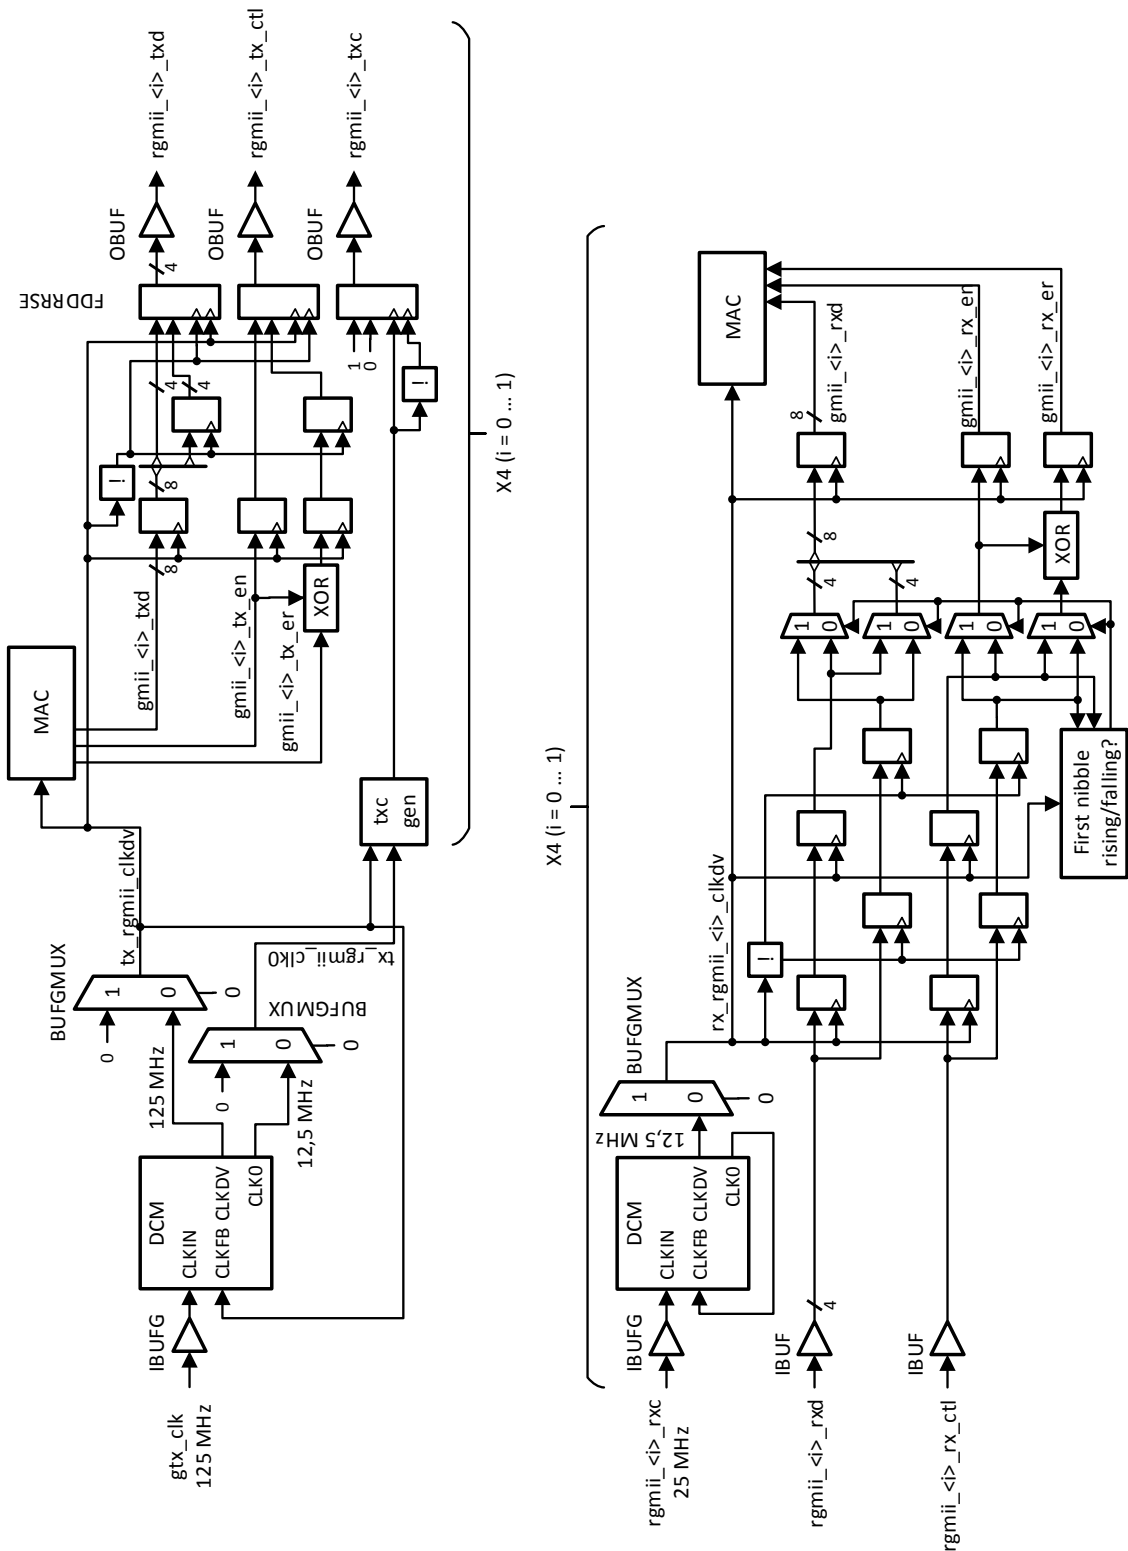 gtx_clk
125 MHz
IBUFG
DCM
CLKIN
CLKFB CLKDV
CLK0
125 MHz
12,5 MHz
BUFGMUX
0
1
0
0
BUFGMUX
0
1
0
0
tx_rgmii_clkdv
tx_rgmii_clk0
MAC
txc
gen
gmii_<i>_txd
gmii_<i>_tx_en
gmii_<i>_tx_er
8
XOR
i
8
4
4
FDDRRSE
1
0
i
4
OBUF
OBUF
OBUF
rgmii_<i>_txd
rgmii_<i>_tx_ctl
rgmii_<i>_txc
X4 (i = 0 ... 1)
X4 (i = 0 ... 1)
rgmii_<i>_rxc
25 MHz
IBUFG
DCM
CLKIN
CLKFB CLKDV
CLK0
12,5 MHz
BUFGMUX
1
0
0
rx_rgmii_<i>_clkdv
rgmii_<i>_rxd
IBUF
4
rgmii_<i>_rx_ctl
IBUF
i
First nibble
rising/falling?
1
0
1
0
1
0
1
0
4
4
8
XOR
8
gmii_<i>_rxd
gmii_<i>_rx_en
gmii_<i>_rx_er
MAC